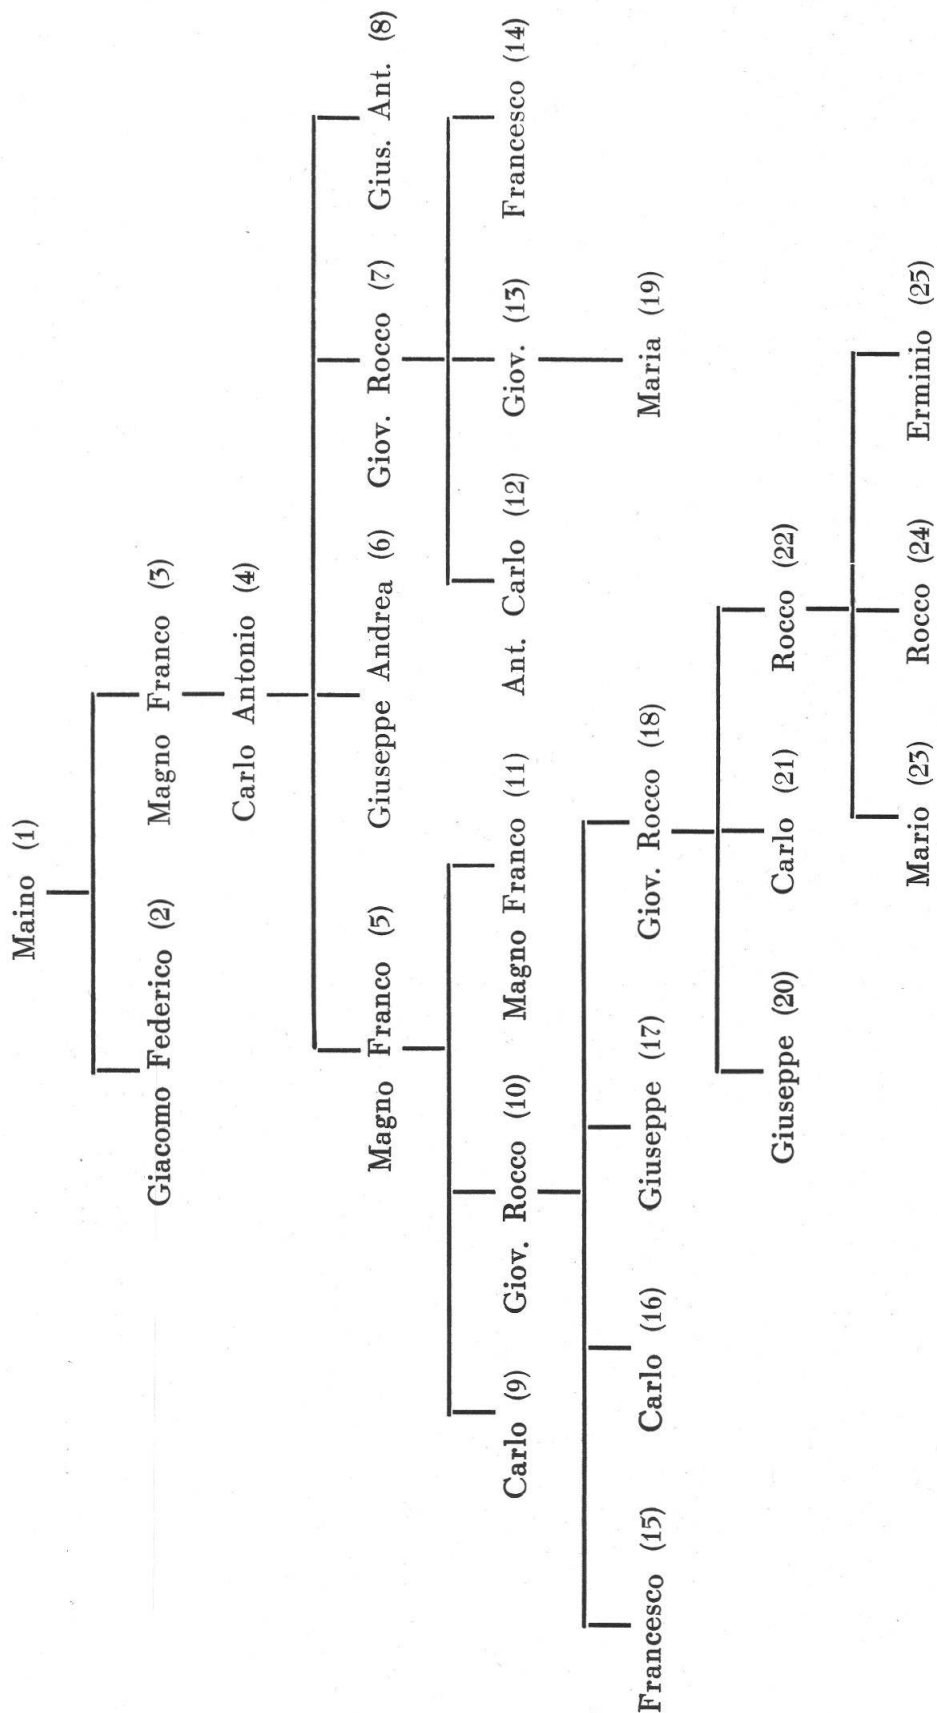 Maino (1)
Giacomo Federico (2) Magno Franco (3)
Carlo Antonio (4)
Magno Franco (5) Giuseppe Andrea (6) Giov. Rocco (7) Gius. Ant. (8)
Carlo (9) Giov. Rocco (10) Magno Franco (11) Ant. Carlo (12) Giov. (13) Francesco (14)
Francesco (15) Carlo (16) Giuseppe (17) Giov. Rocco (18) Maria (19)
Giuseppe (20) Carlo (21) Rocco (22)
Mario (23) Rocco (24) Erminio (25)